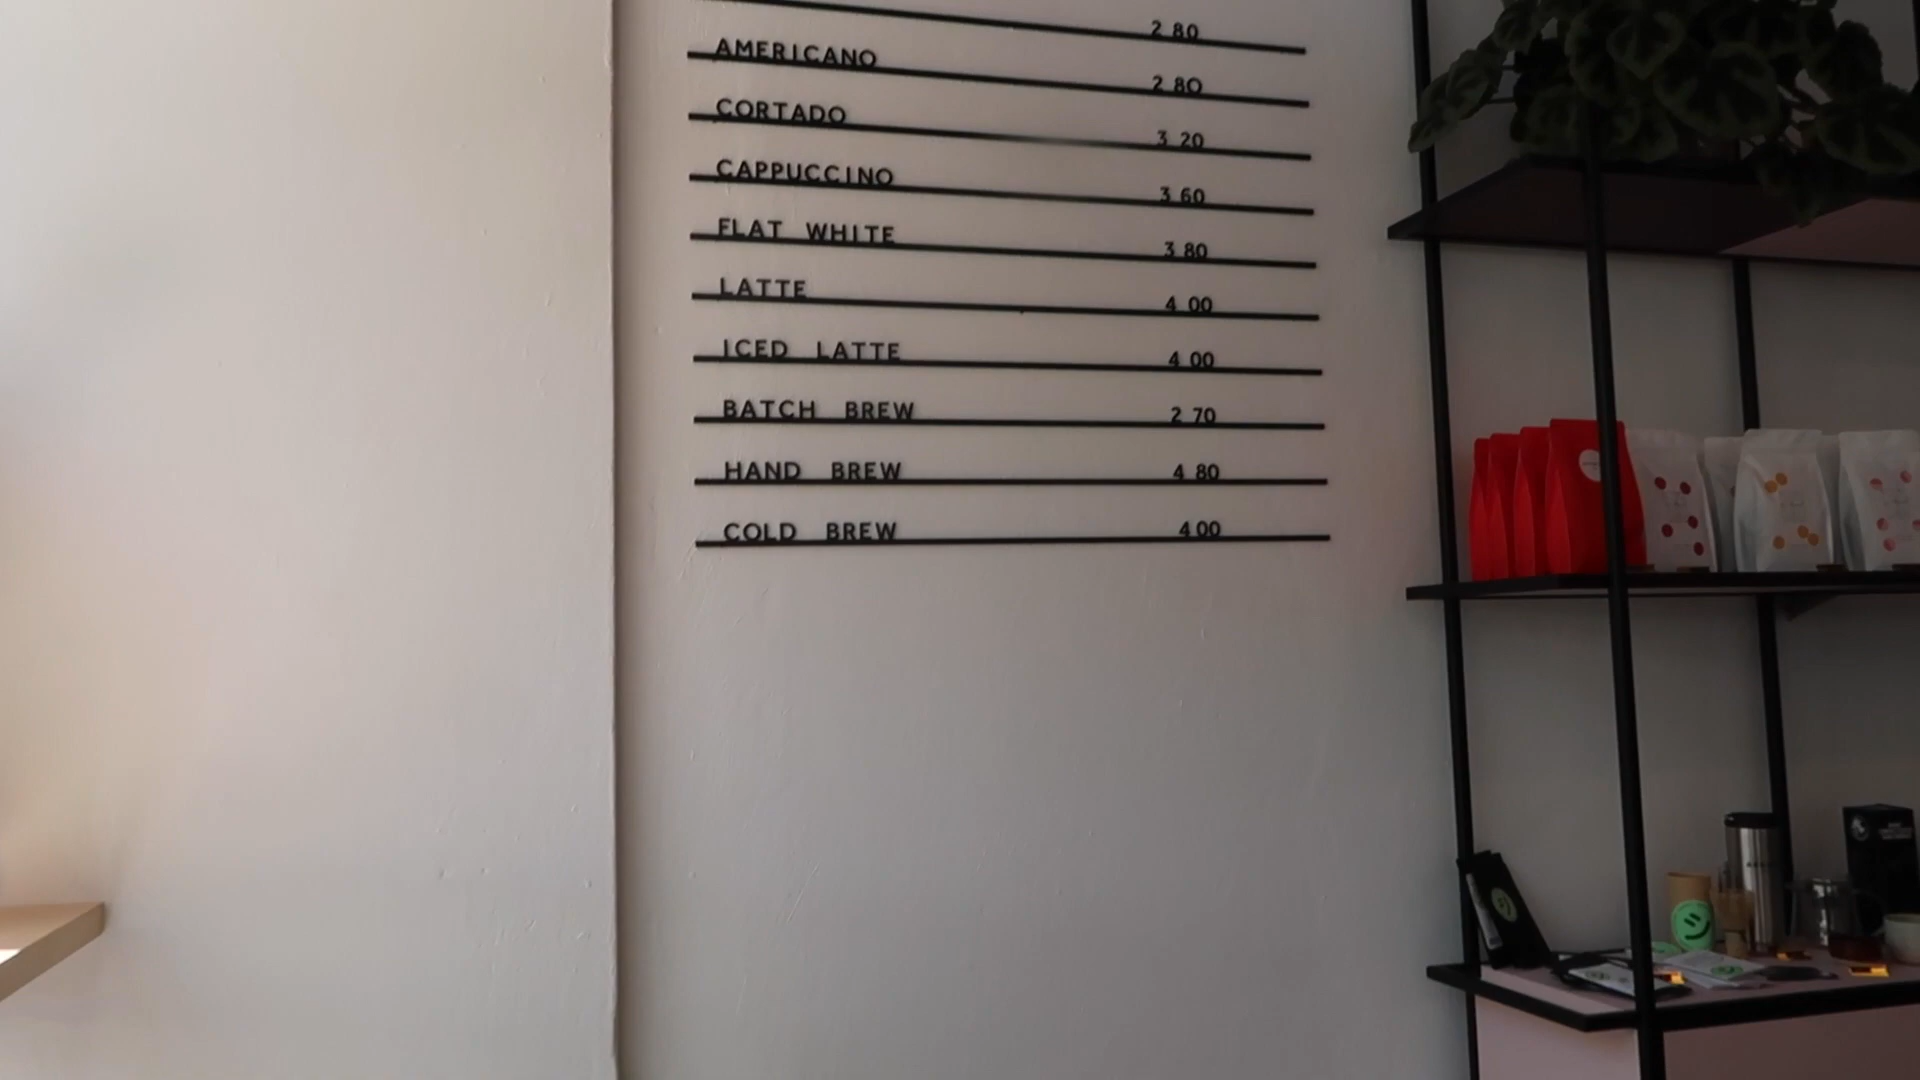 2 80
AMERICANO 2 80
CORTADO 3 20
CAPPUCCINO 3 60
FLAT WHITE 3 80
LATTE 4 00
ICED LATTE 4 00
BATCH BREW 2 70
HAND BREW 4 80
COLD BREW 4 00